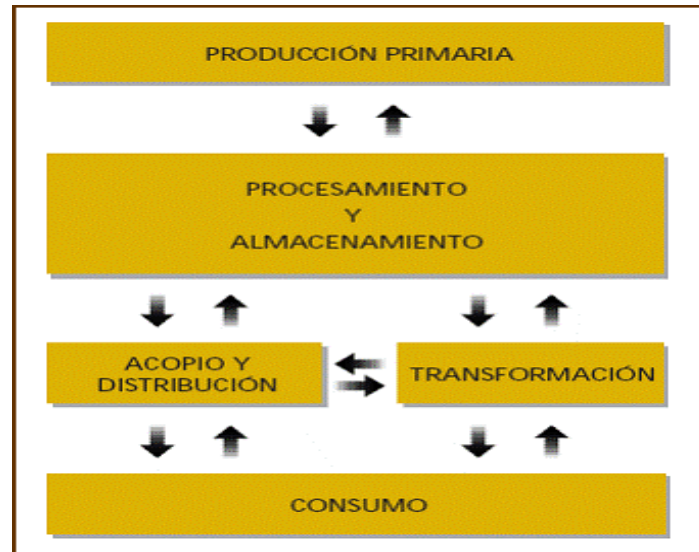 PRODUCCIÓN PRIMARIA
PROCESAMIENTO
Y
ALMACENAMIENTO
ACOPIO Y
DISTRIBUCIÓN
TRANSFORMACIÓN
CONSUMO